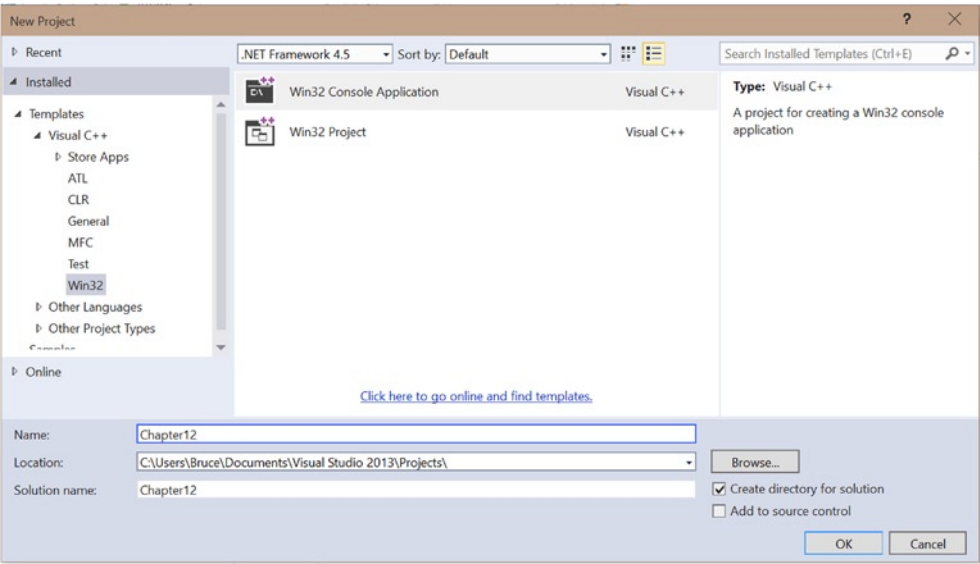 New Project
?
Recent
.NET Framework 4.5
Sort by: Default
Search Installed Templates (Ctrl+E)
Installed
Templates
Visual C++
Store Apps
ATL
CLR
General
MFC
Test
Win32
Other Languages
Other Project Types
Samples
Online
Win32 Console Application Visual C++
Win32 Project Visual C++
Click here to go online and find templates.
Type: Visual C++
A project for creating a Win32 console
application
Name: Chapter12
Location: C:\Users\Bruce\Documents\Visual Studio 2013\Projects\
Browse...
Solution name: Chapter12
Create directory for solution
Add to source control
OK Cancel